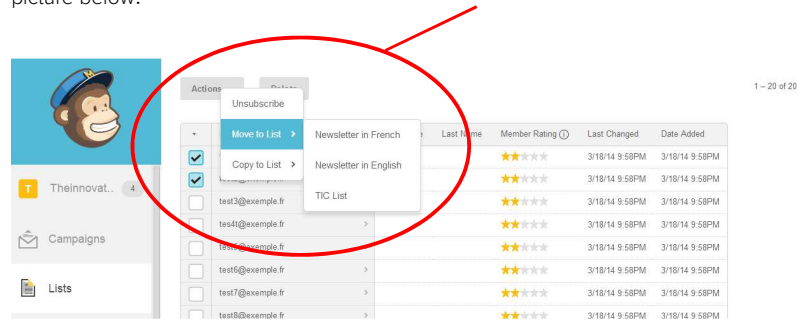 picture below.
Actions Delete
1 – 20 of 20
Unsubscribe
Move to List > Newsletter in French
Last Name Member Rating Last Changed Date Added
Copy to List > Newsletter in English
3/18/14 9:58PM 3/18/14 9:58PM
3/18/14 9:58PM 3/18/14 9:58PM
TIC List
T Theinnovat.. 4
test3@exemple.fr > 3/18/14 9:58PM 3/18/14 9:58PM
tes4t@exemple.fr > 3/18/14 9:58PM 3/18/14 9:58PM
Campaigns
test5@exemple.fr > 3/18/14 9:58PM 3/18/14 9:58PM
test6@exemple.fr > 3/18/14 9:58PM 3/18/14 9:58PM
Lists
test7@exemple.fr > 3/18/14 9:58PM 3/18/14 9:58PM
test8@exemple.fr > 3/18/14 9:58PM 3/18/14 9:58PM